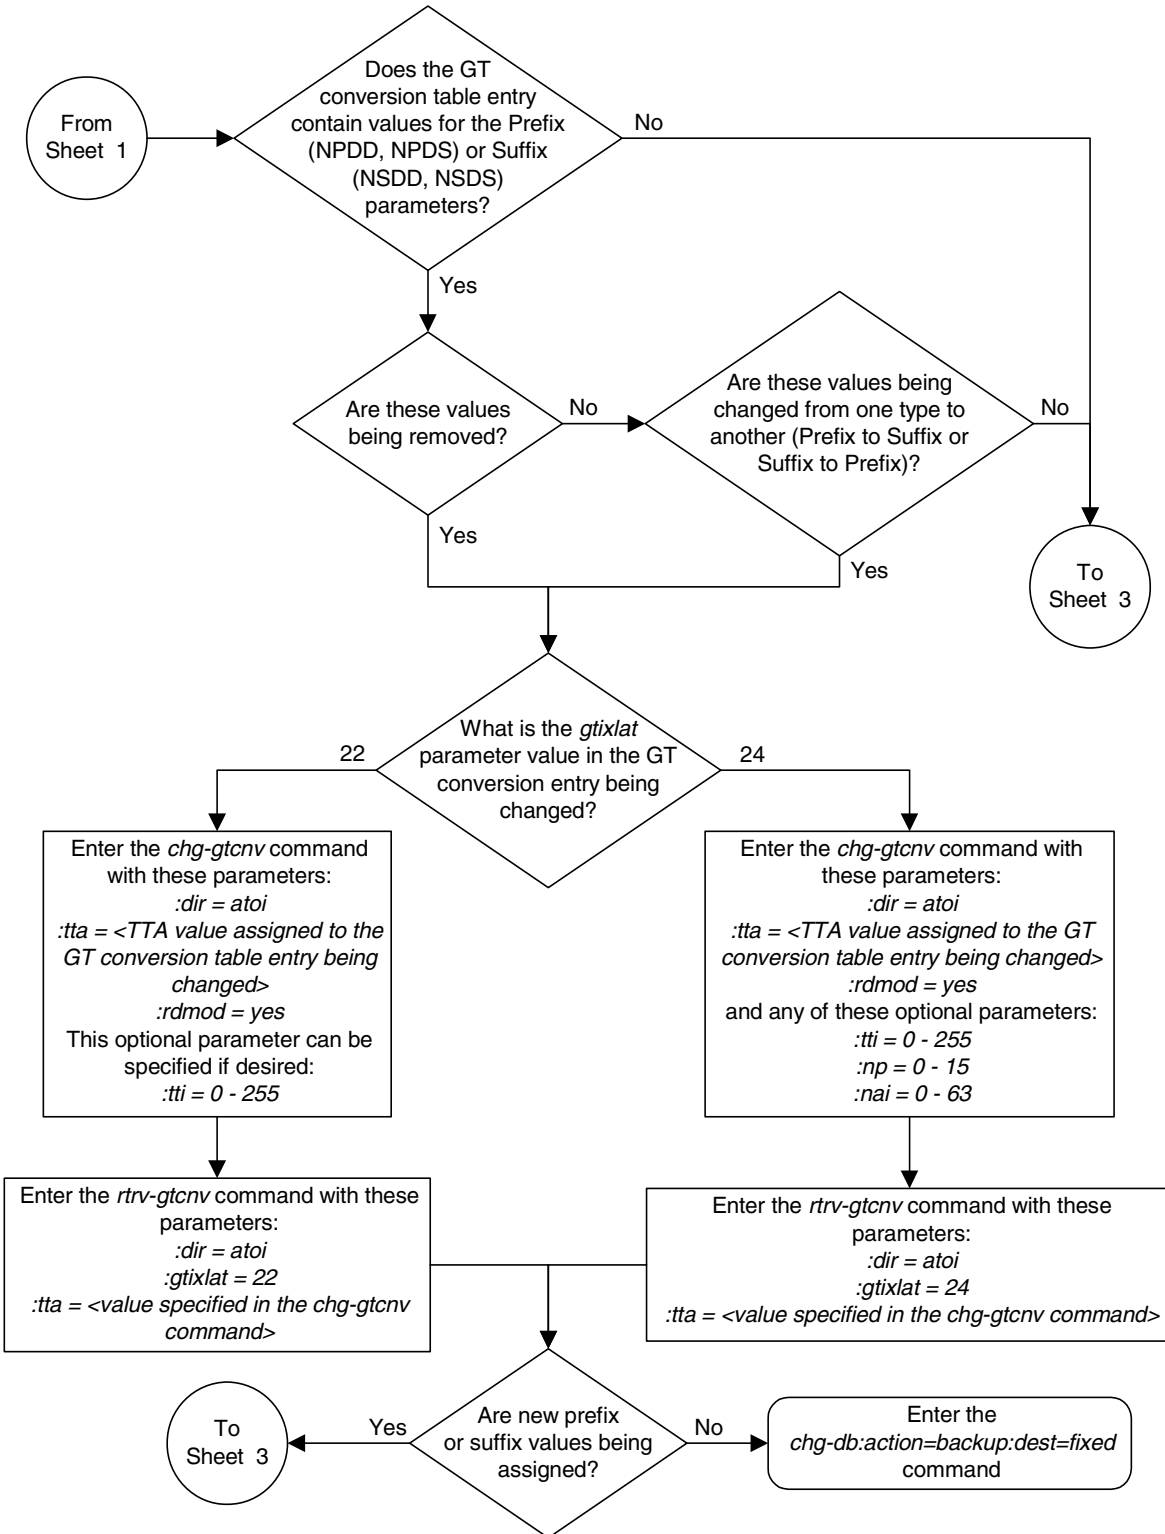 From
Sheet 1
Does the GT
conversion table entry
contain values for the Prefix
(NPDD, NPDS) or Suffix
(NSDD, NSDS)
parameters?
No
Yes
Are these values
being removed?
No
Are these values being
changed from one type to
another (Prefix to Suffix or
Suffix to Prefix)?
No
Yes
Yes
To
Sheet 3
What is the gtixlat
parameter value in the GT
conversion entry being
changed?
22
24
Enter the chg-gtcnv command
with these parameters:
:dir = atoi
:tta = <TTA value assigned to the
GT conversion table entry being
changed>
:rdmod = yes
This optional parameter can be
specified if desired:
:tti = 0 - 255
Enter the chg-gtcnv command with
these parameters:
:dir = atoi
:tta = <TTA value assigned to the GT
conversion table entry being changed>
:rdmod = yes
and any of these optional parameters:
:tti = 0 - 255
:np = 0 - 15
:nai = 0 - 63
Enter the rtrv-gtcnv command with these
parameters:
:dir = atoi
:gtixlat = 22
:tta = <value specified in the chg-gtcnv
command>
Enter the rtrv-gtcnv command with these
parameters:
:dir = atoi
:gtixlat = 24
:tta = <value specified in the chg-gtcnv command>
To
Sheet 3
Yes
Are new prefix
or suffix values being
assigned?
No
Enter the
chg-db:action=backup:dest=fixed
command